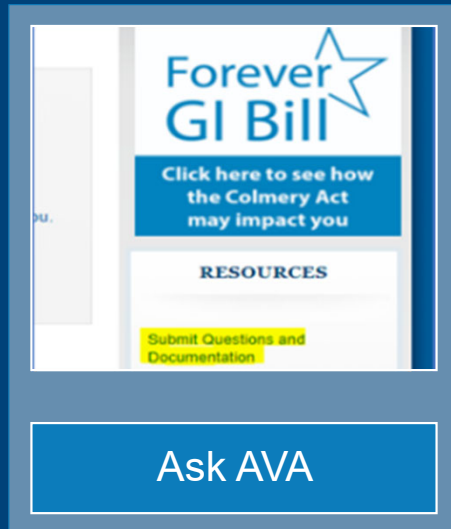 Forever
GI Bill
Click here to see how
the Colmery Act
may impact you
ou.
RESOURCES
Submit Questions and
Documentation
Ask AVA